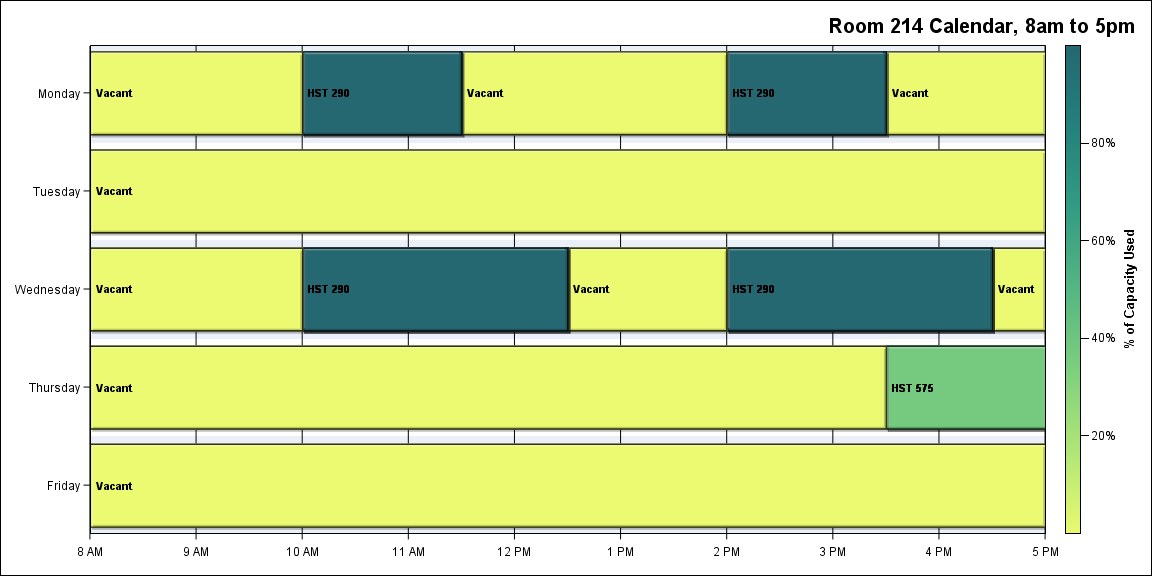 Room 214 Calendar, 8am to 5pm
Monday
Vacant
HST 290
Vacant
HST 290
Vacant
Tuesday
Vacant
Wednesday
Vacant
HST 290
Vacant
HST 290
Vacant
Thursday
Vacant
HST 575
Friday
Vacant
8 AM 9 AM 10 AM 11 AM 12 PM 1 PM 2 PM 3 PM 4 PM 5 PM
80%
60%
40%
20%
% of Capacity Used